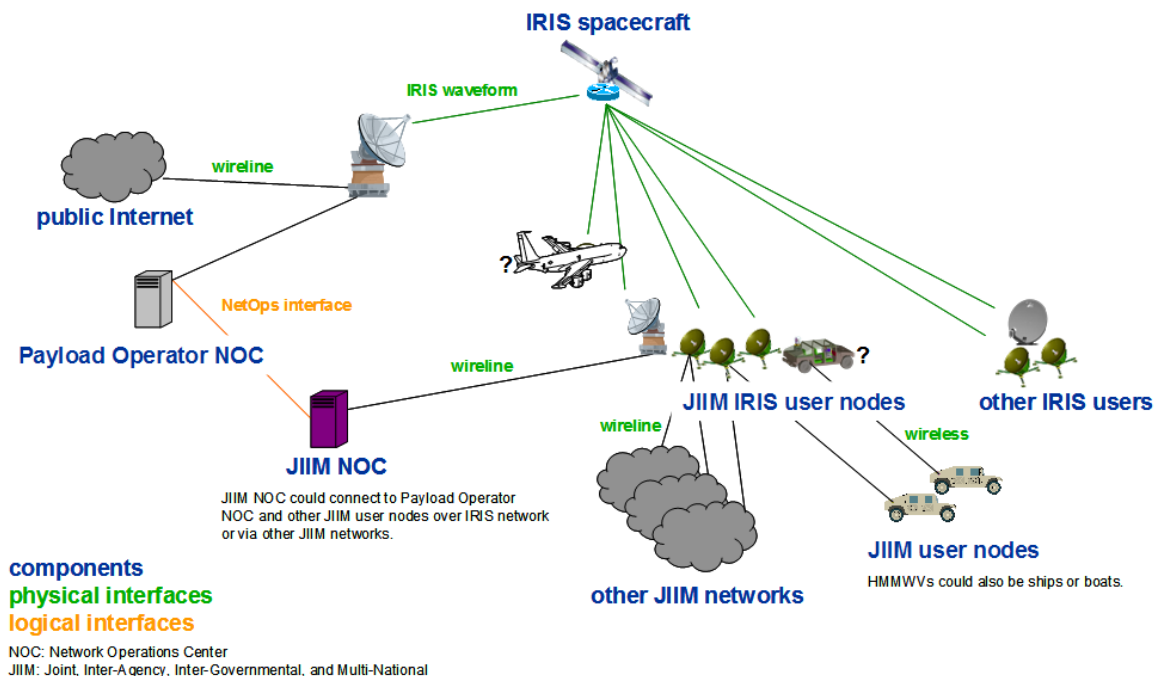 IRIS spacecraft
IRIS waveform
wireline
public Internet
?
NetOps interface
Payload Operator NOC
wireline
?
JIIM IRIS user nodes
other IRIS users
wireline
wireless
JIIM NOC
JIIM NOC could connect to Payload Operator
NOC and other JIIM user nodes over IRIS network
or via other JIIM networks.
JIIM user nodes
HMMWVs could also be ships or boats.
other JIIM networks
components
physical interfaces
logical interfaces
NOC: Network Operations Center
JIIM: Joint, Inter-Agency, Inter-Governmental, and Multi-National